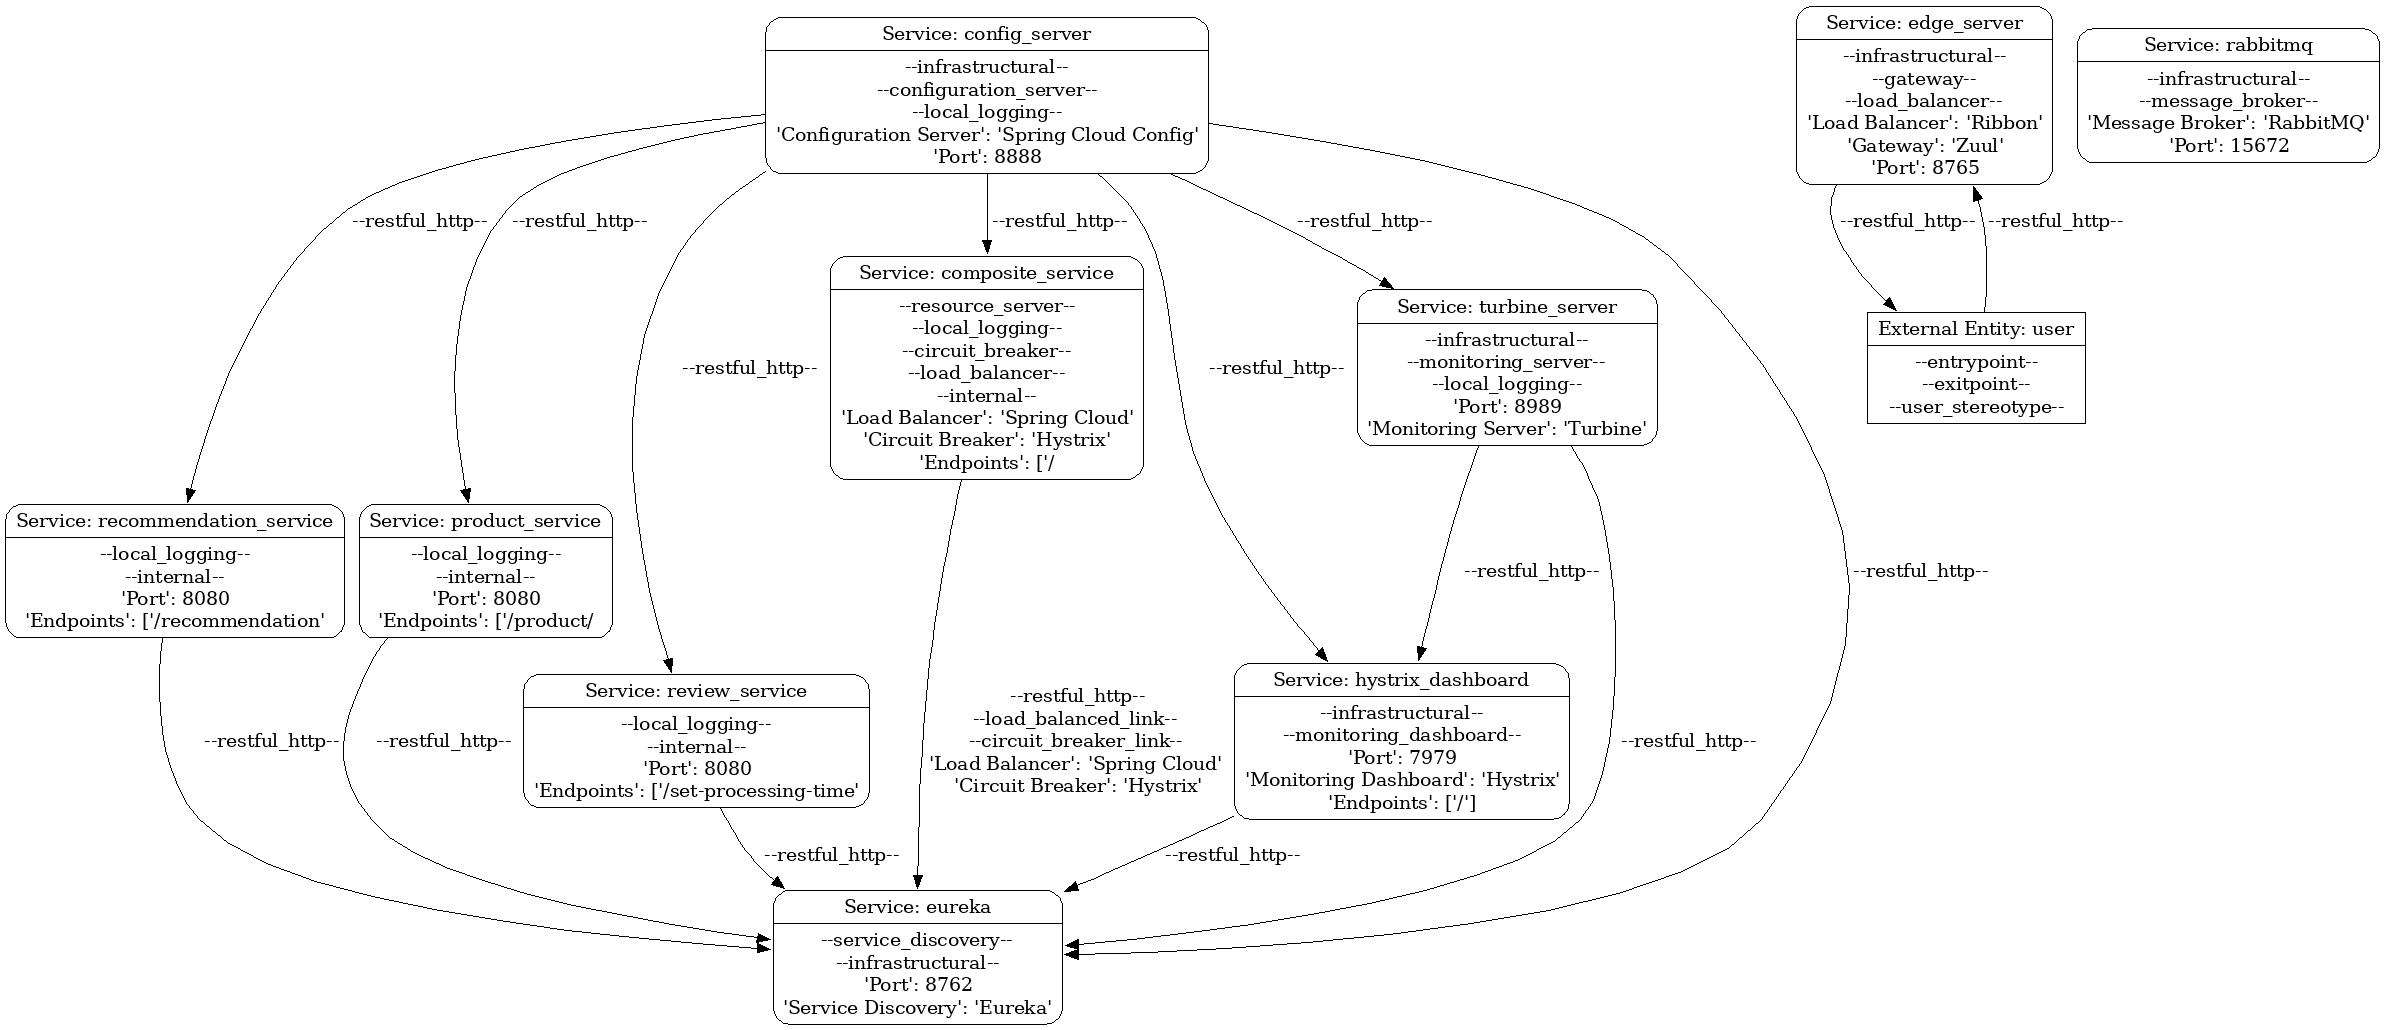 Service: config_server
--infrastructural--
--configuration_server--
--local_logging--
'Configuration Server': 'Spring Cloud Config'
'Port': 8888
Service: edge_server
--infrastructural--
--gateway--
--load_balancer--
'Load Balancer': 'Ribbon'
'Gateway': 'Zuul'
'Port': 8765
Service: rabbitmq
--infrastructural--
--message_broker--
'Message Broker': 'RabbitMQ'
'Port': 15672
--restful_http--
--restful_http--
--restful_http--
--restful_http--
--restful_http--
--restful_http--
Service: composite_service
--resource_server--
--local_logging--
--circuit_breaker--
--load_balancer--
--internal--
'Load Balancer': 'Spring Cloud'
'Circuit Breaker': 'Hystrix'
'Endpoints': ['/
Service: turbine_server
--infrastructural--
--monitoring_server--
--local_logging--
'Port': 8989
'Monitoring Server': 'Turbine'
External Entity: user
--entrypoint--
--exitpoint--
--user_stereotype--
--restful_http--
--restful_http--
Service: recommendation_service
--local_logging--
--internal--
'Port': 8080
'Endpoints': ['/recommendation'
Service: product_service
--local_logging--
--internal--
'Port': 8080
'Endpoints': ['/product/
--restful_http--
--restful_http--
Service: review_service
--local_logging--
--internal--
'Port': 8080
'Endpoints': ['/set-processing-time'
--restful_http--
--load_balanced_link--
--circuit_breaker_link--
'Load Balancer': 'Spring Cloud'
'Circuit Breaker': 'Hystrix'
Service: hystrix_dashboard
--infrastructural--
--monitoring_dashboard--
'Port': 7979
'Monitoring Dashboard': 'Hystrix'
'Endpoints': ['/']
--restful_http--
--restful_http--
--restful_http--
--restful_http--
--restful_http--
Service: eureka
--service_discovery--
--infrastructural--
'Port': 8762
'Service Discovery': 'Eureka'